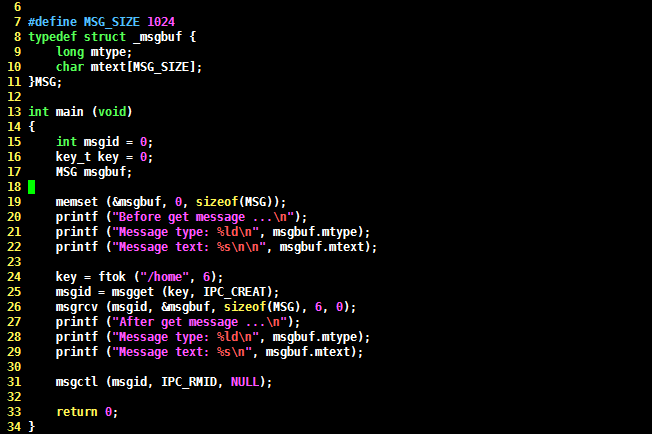 6
7 #define MSG_SIZE 1024
8 typedef struct _msgbuf {
9     long mtype;
10     char mtext[MSG_SIZE];
11 }MSG;
12
13 int main (void)
14 {
15     int msgid = 0;
16     key_t key = 0;
17     MSG msgbuf;
18
19     memset (&msgbuf, 0, sizeof(MSG));
20     printf ("Before get message ...\n");
21     printf ("Message type: %ld\n", msgbuf.mtype);
22     printf ("Message text: %s\n\n", msgbuf.mtext);
23
24     key = ftok ("/home", 6);
25     msgid = msgget (key, IPC_CREAT);
26     msgrcv (msgid, &msgbuf, sizeof(MSG), 6, 0);
27     printf ("After get message ...\n");
28     printf ("Message type: %ld\n", msgbuf.mtype);
29     printf ("Message text: %s\n", msgbuf.mtext);
30
31     msgctl (msgid, IPC_RMID, NULL);
32
33     return 0;
34 }